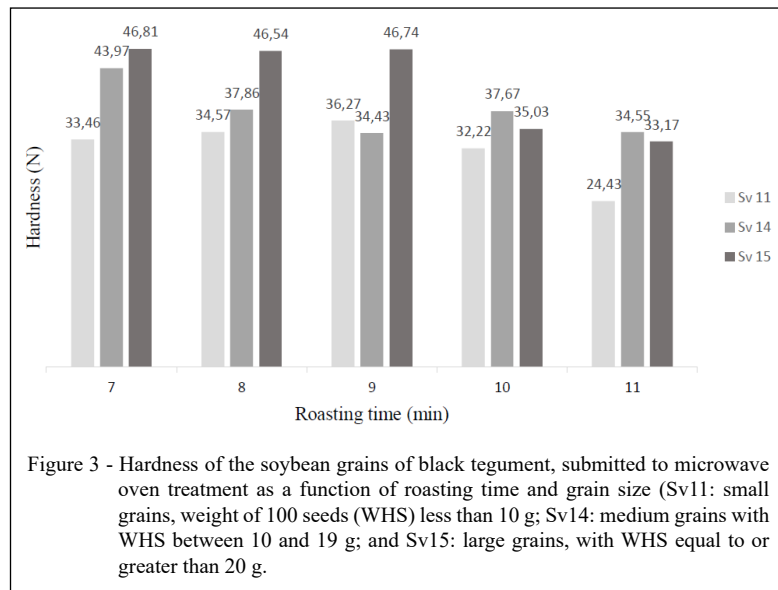 46,81
46,54
46,74
43,97
37,86
36,27
37,67
33,46
34,57
34,43
35,03
34,55
33,17
32,22
24,43
Hardness (N)
Sv 11
Sv 14
Sv 15
7 8 9 10 11
Roasting time (min)
Figure 3 - Hardness of the soybean grains of black tegument, submitted to microwave
oven treatment as a function of roasting time and grain size (Sv11: small
grains, weight of 100 seeds (WHS) less than 10 g; Sv14: medium grains with
WHS between 10 and 19 g; and Sv15: large grains, with WHS equal to or
greater than 20 g.